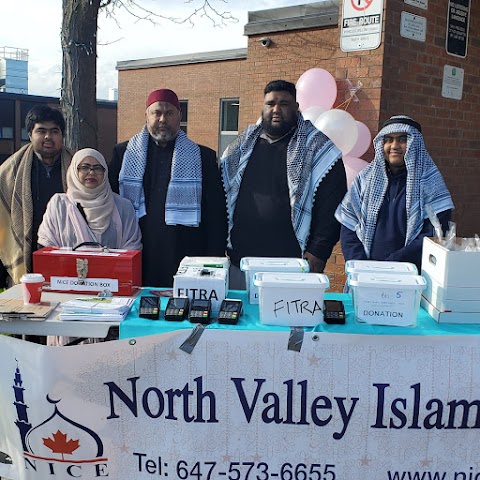 FIRE
ROUTE
NICE DONATION BOX
FITRA
FITRA
DONATION
North Valley Islam
NICE
Tel: 647-573-6655
www.nic